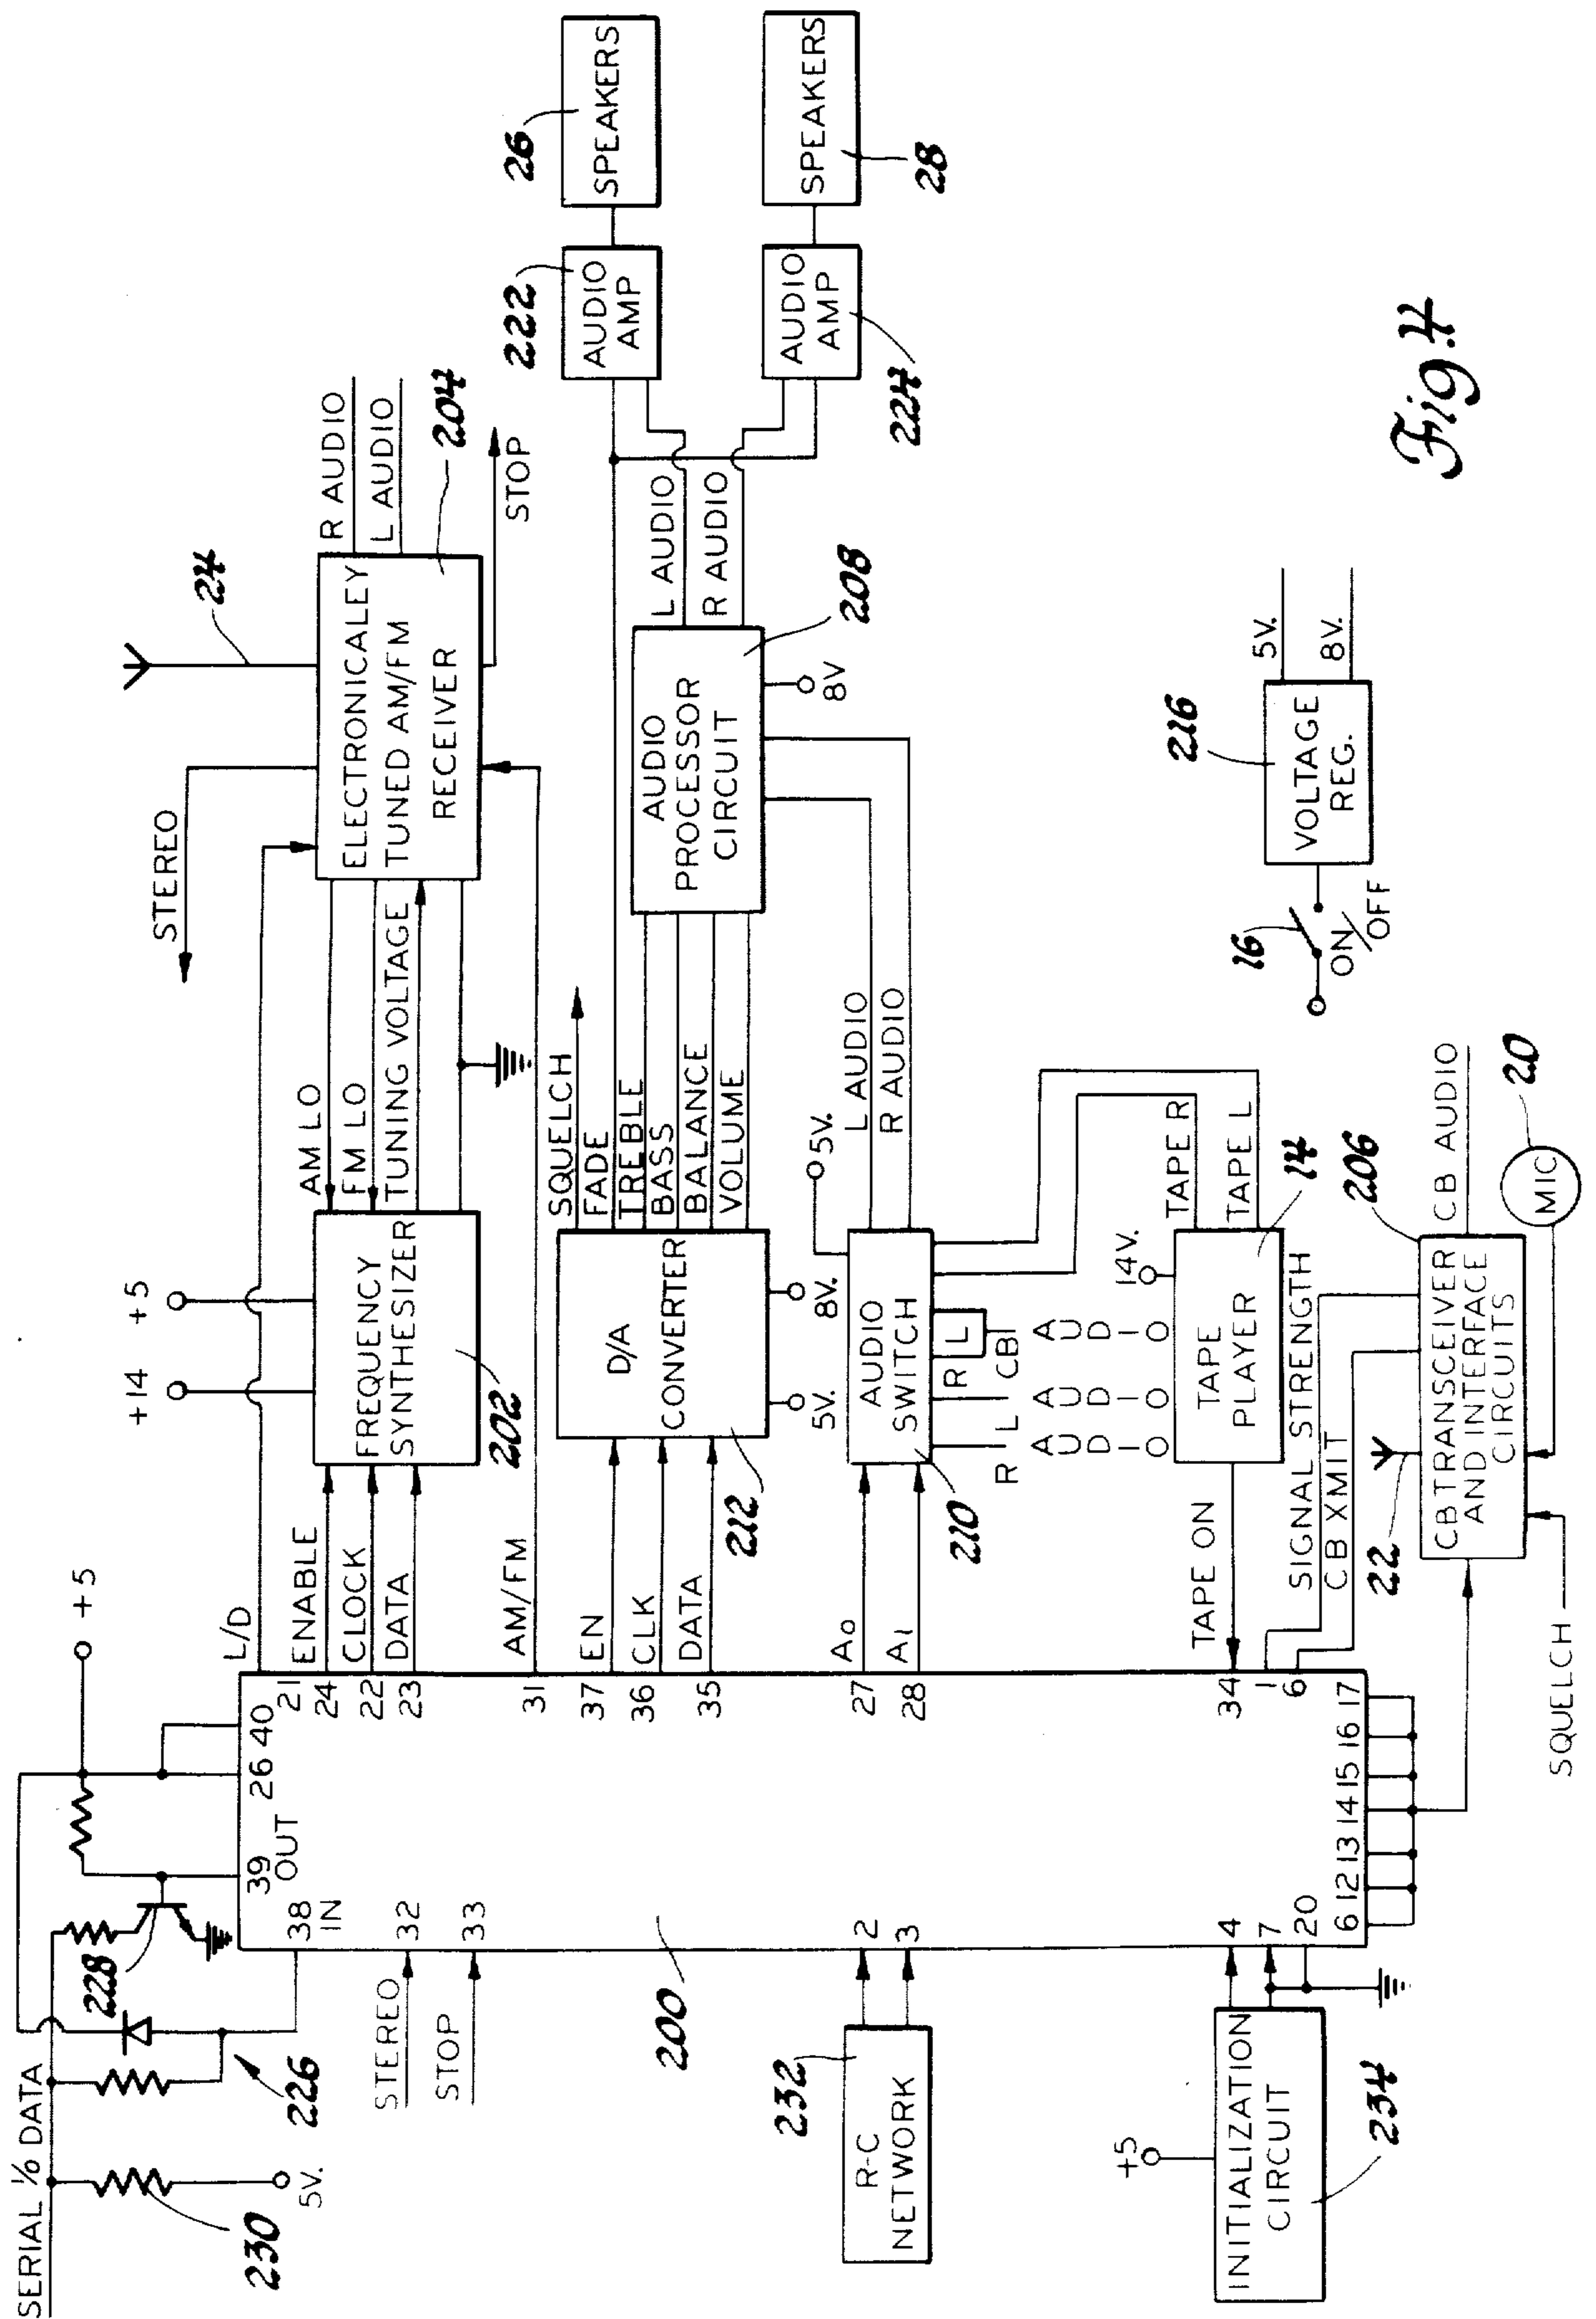 SERIAL I/O DATA
230
5V.
226
228
+5
38
IN
39
OUT
26
40
STEREO
32
STOP
33
200
232
R-C
NETWORK
2
3
+5
INITIALIZATION
CIRCUIT
234
4
7
20
6
12
13
14
15
16
17
L/D
21
ENABLE
24
CLOCK
22
DATA
23
AM/FM
31
EN
37
CLK
36
DATA
35
A0
27
A1
28
TAPE ON
34
1
6
SIGNAL STRENGTH
CB XMIT
+14
+5
FREQUENCY
SYNTHESIZER
202
AM LO
FM LO
TUNING VOLTAGE
STEREO
24
ELECTRONICALEY
TUNED AM/FM
RECEIVER
R AUDIO
L AUDIO
204
STOP
D/A
CONVERTER
212
5V.
8V.
SQUELCH
FADE
TREBLE
BASS
BALANCE
VOLUME
AUDIO
PROCESSOR
CIRCUIT
8V
208
L AUDIO
R AUDIO
222
AUDIO
AMP
26
SPEAKERS
AUDIO
AMP
224
SPEAKERS
28
AUDIO
SWITCH
210
5V.
L AUDIO
R AUDIO
R
L
R
L
CB
AUDIO
AUDIO
AUDIO
14V.
TAPE
PLAYER
14
TAPE R
TAPE L
22
CB TRANSCEIVER
AND INTERFACE
CIRCUITS
206
CB AUDIO
MIC
20
SQUELCH
16
ON/OFF
VOLTAGE
REG.
216
5V.
8V.
Fig. 4